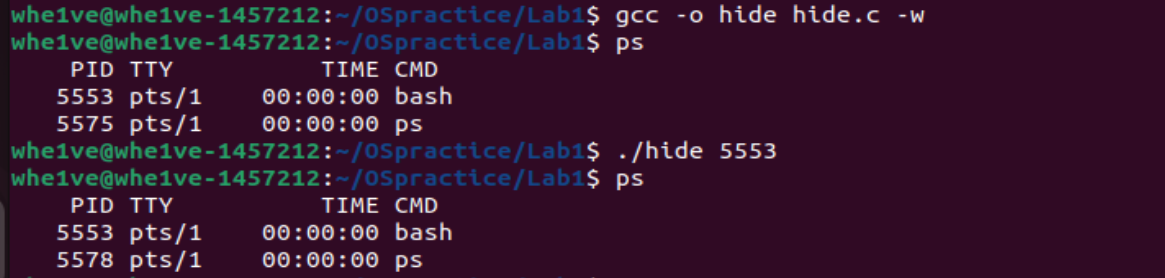 whe1ve@whe1ve-1457212:~/OSpractice/Lab1$ gcc -o hide hide.c -w
whe1ve@whe1ve-1457212:~/OSpractice/Lab1$ ps
    PID TTY          TIME CMD
   5553 pts/1    00:00:00 bash
   5575 pts/1    00:00:00 ps
whe1ve@whe1ve-1457212:~/OSpractice/Lab1$ ./hide 5553
whe1ve@whe1ve-1457212:~/OSpractice/Lab1$ ps
    PID TTY          TIME CMD
   5553 pts/1    00:00:00 bash
   5578 pts/1    00:00:00 ps